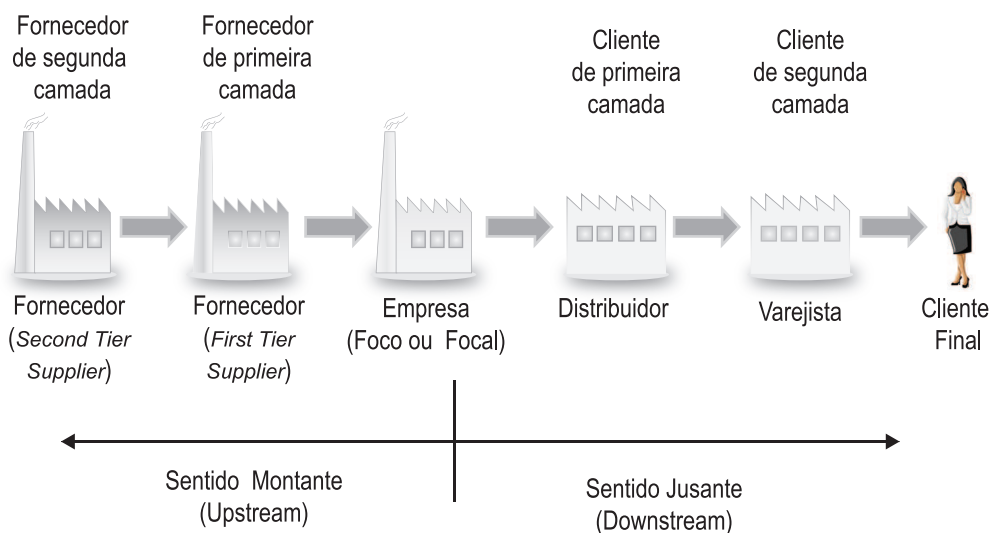 Fornecedor
de segunda
camada
Fornecedor
de primeira
camada
Cliente
de primeira
camada
Cliente
de segunda
camada
Fornecedor
(Second Tier
Supplier)
Fornecedor
(First Tier
Supplier)
Empresa
(Foco ou Focal)
Distribuidor
Varejista
Cliente
Final
Sentido Montante
(Upstream)
Sentido Jusante
(Downstream)